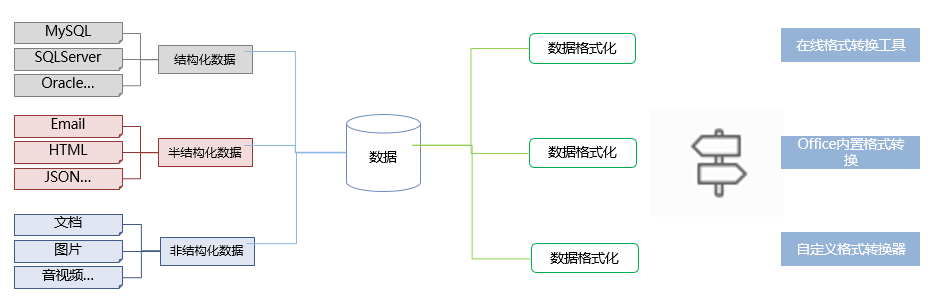 MySQL
SQLServer
Oracle...
结构化数据
Email
HTML
JSON...
半结构化数据
文档
图片
音视频...
非结构化数据
数据
数据格式化
数据格式化
数据格式化
在线格式转换工具
Office内置格式转
换
自定义格式转换器